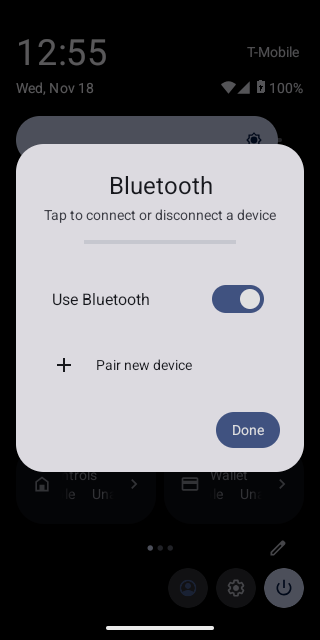 12:55
T-Mobile
Wed, Nov 18
100%
Bluetooth
Tap to connect or disconnect a device
Use Bluetooth
Pair new device
Done
Wallet